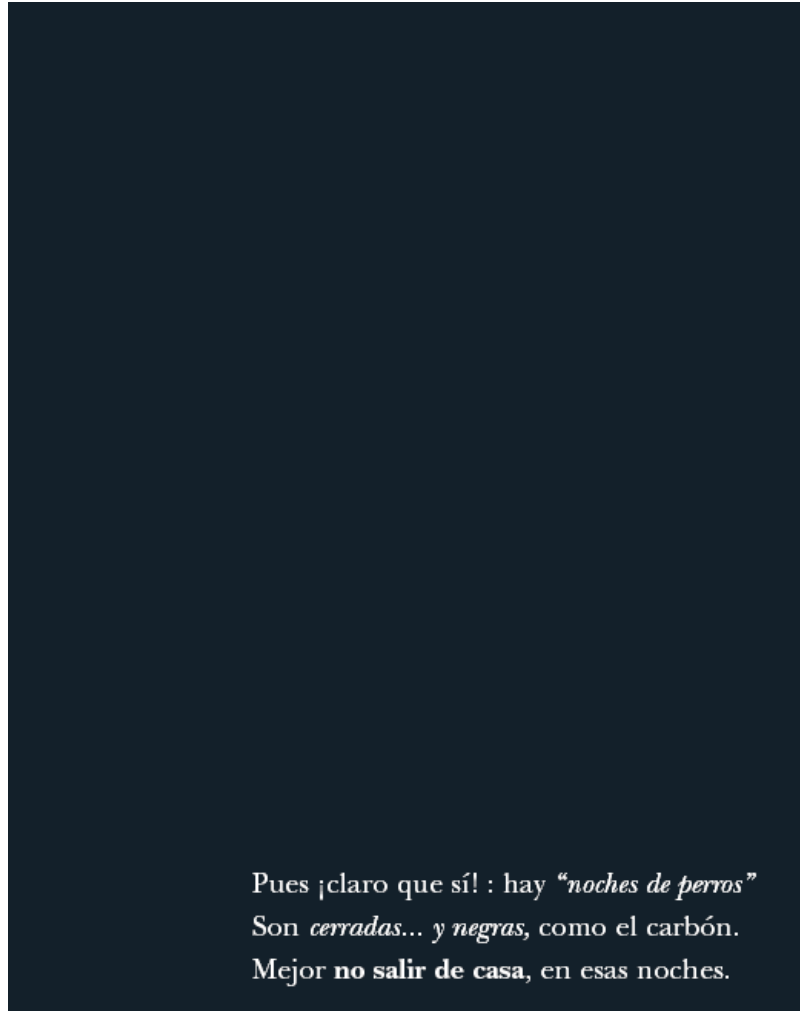 Pues ¡claro que sí! : hay “noches de perros”
Son cerradas... y negras, como el carbón.
Mejor no salir de casa, en esas noches.